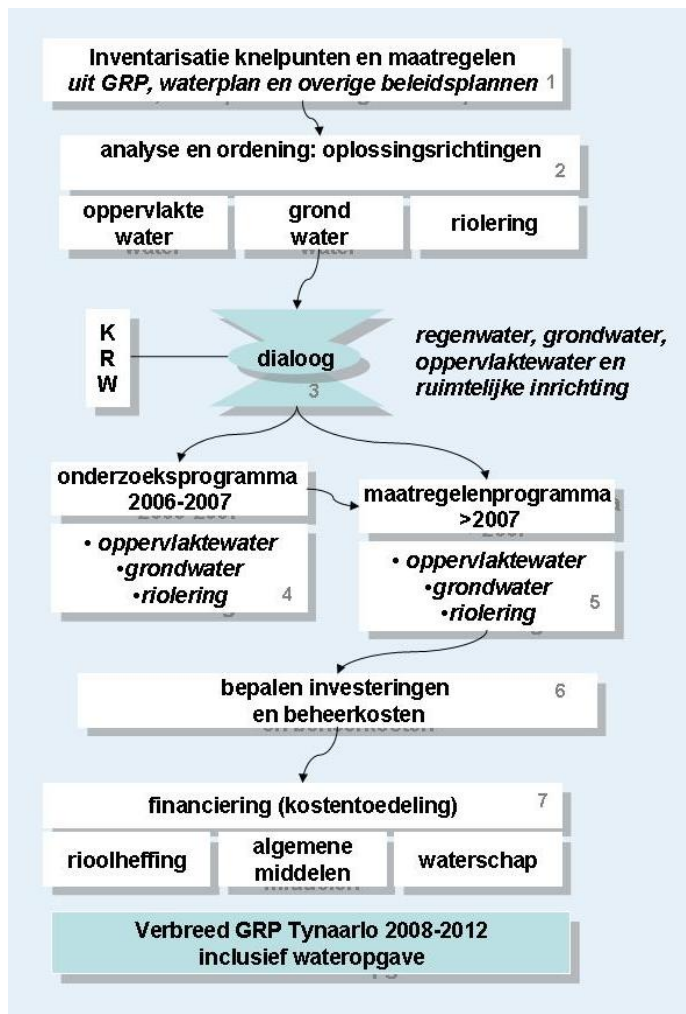 Inventarisatie knelpunten en maatregelen
uit GRP, waterplan en overige beleidsplannen
1
analyse en ordening: oplossingsrichtingen
2
oppervlakte
water
grond
water
riolering
K
R
W
dialoog
3
regenwater, grondwater,
oppervlaktewater en
ruimtelijke inrichting
onderzoeksprogramma
2006-2007
• oppervlaktewater
•grondwater
•riolering
4
maatregelenprogramma
>2007
• oppervlaktewater
•grondwater
•riolering
5
bepalen investeringen
en beheerkosten
6
financiering (kostentoedeling)
7
rioolheffing
algemene
middelen
waterschap
Verbreed GRP Tynaarlo 2008-2012
inclusief wateropgave